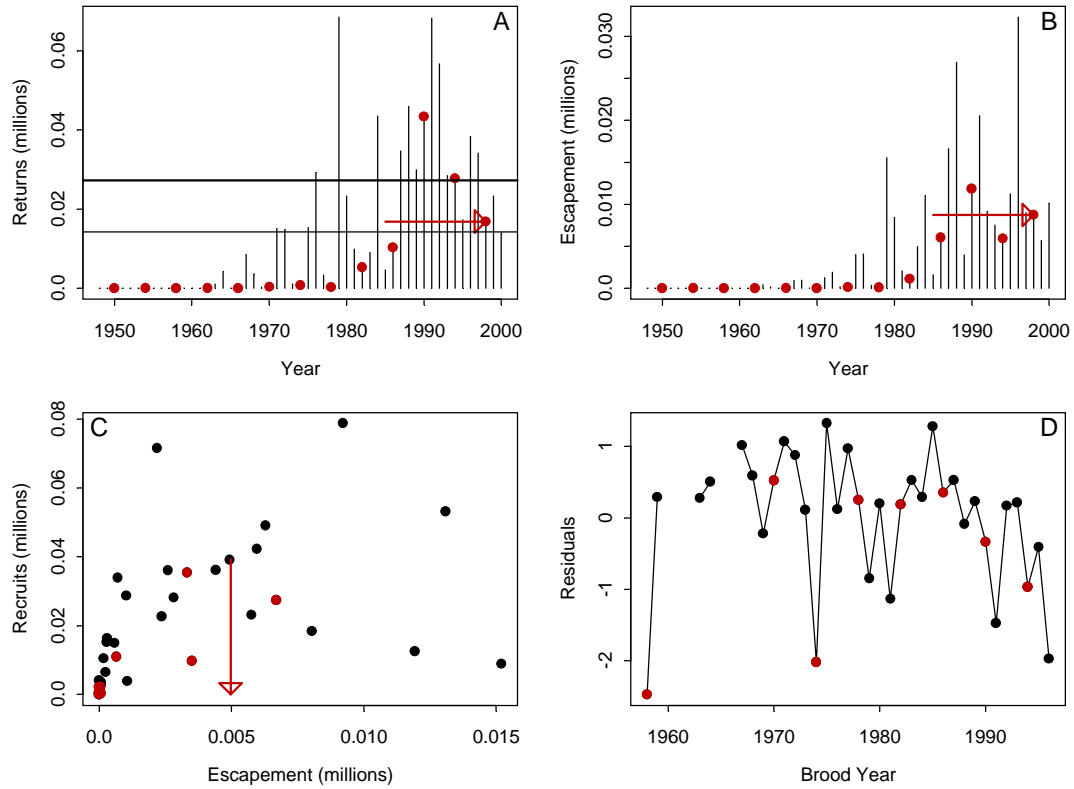 A
Returns (millions)
0.06
0.04
0.02
0.0
1950 1960 1970 1980 1990 2000
Year
B
Escapement (millions)
0.030
0.020
0.010
0.0
1950 1960 1970 1980 1990 2000
Year
C
Recruits (millions)
0.08
0.06
0.04
0.02
0.0
0.0 0.005 0.010 0.015
Escapement (millions)
D
Residuals
1
0
-1
-2
1960 1970 1980 1990
Brood Year